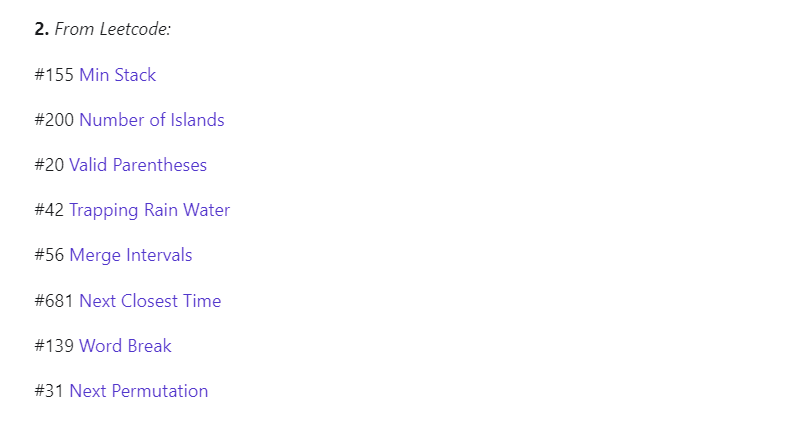 2. From Leetcode:
#155 Min Stack
#200 Number of Islands
#20 Valid Parentheses
#42 Trapping Rain Water
#56 Merge Intervals
#681 Next Closest Time
#139 Word Break
#31 Next Permutation